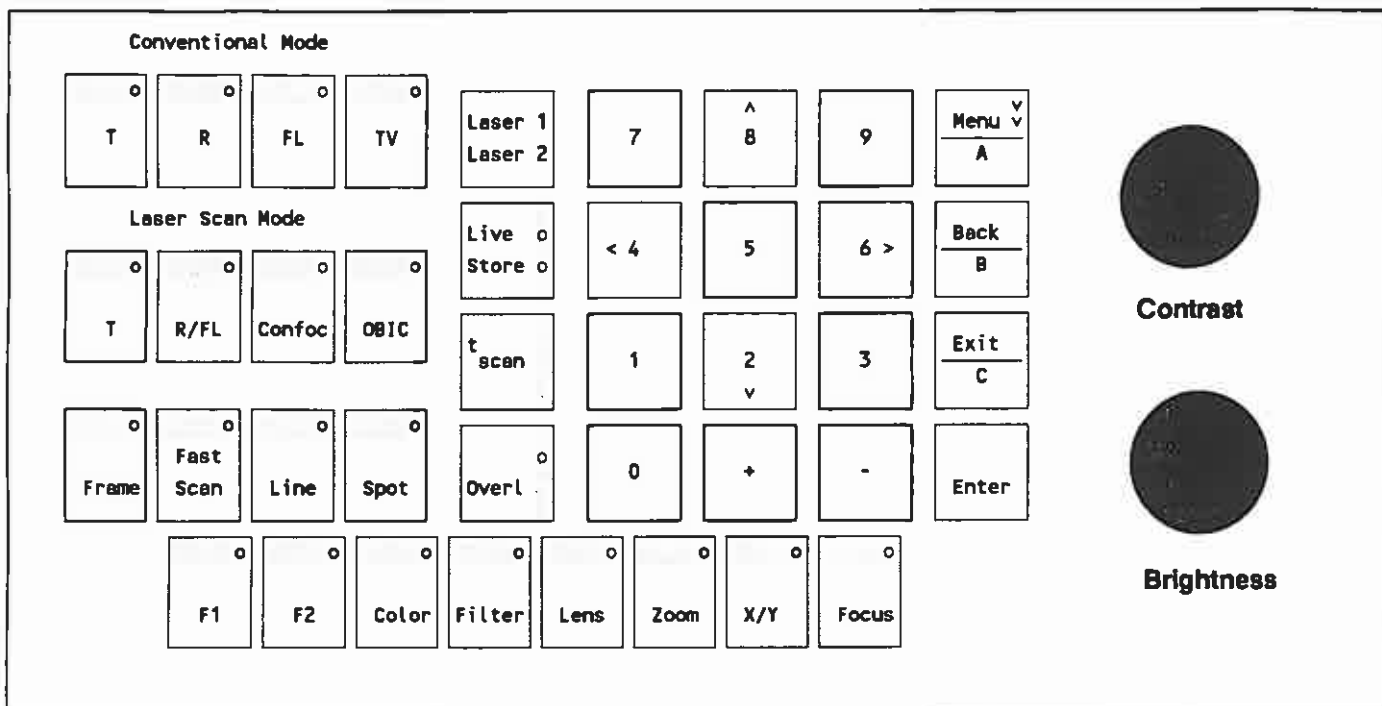 Conventional Mode
T R FL TV
Laser Scan Mode
T R/FL Confoc OBIC
Frame Fast Scan Line Spot
Laser 1
Laser 2
7 ^ 8 9
Menu
A
Live
Store
< 4 5 6 >
Back
B
t scan
1 2 v 3
Exit
C
Overl
0 + -
Enter
F1 F2 Color Filter Lens Zoom X/Y Focus
Contrast
Brightness